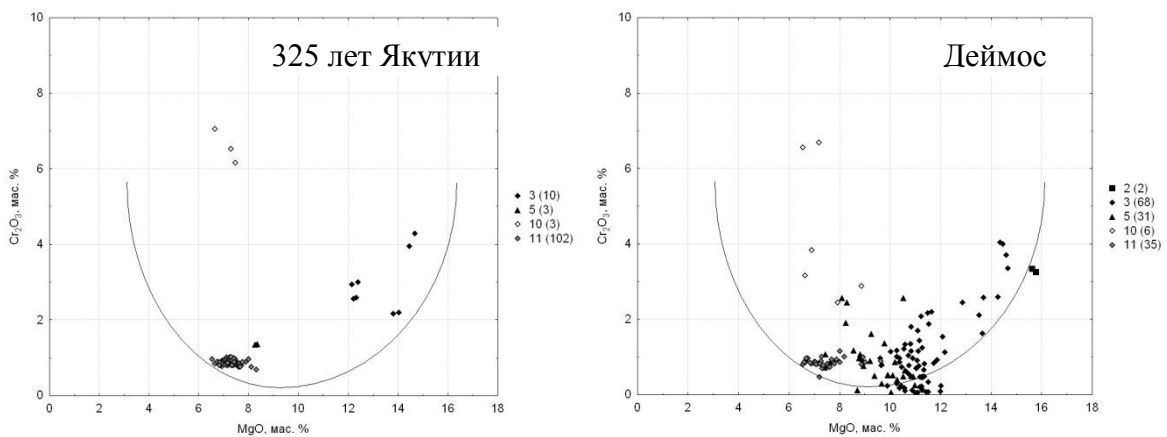 325 лет Якутии
10
8
6
4
2
0
Cr₂O₃, мас. %
0 2 4 6 8 10 12 14 16 18
MgO, мас. %
3 (10)
5 (3)
10 (3)
11 (102)
Деймос
10
8
6
4
2
0
Cr₂O₃, мас. %
0 2 4 6 8 10 12 14 16 18
MgO, мас. %
2 (2)
3 (68)
5 (31)
10 (6)
11 (35)